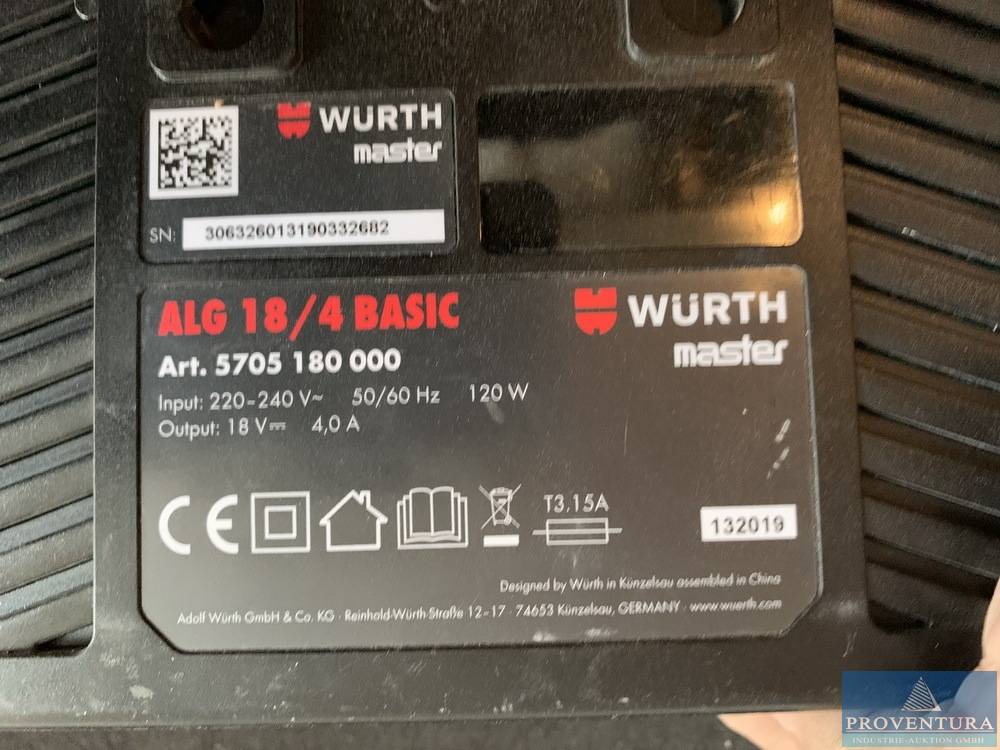 WÜRTH
master
SN: 306326013190332682
ALG 18/4 BASIC
WÜRTH
master
Art. 5705 180 000
Input: 220-240 V~ 50/60 Hz 120 W
Output: 18 V⎓ 4,0 A
CE
T3,15A
132019
Designed by Würth in Künzelsau assembled in China
Adolf Würth GmbH & Co. KG · Reinhold-Würth-Straße 12-17 · 74653 Künzelsau, GERMANY · www.wuerth.com
PROVENTURA
INDUSTRIE-AUKTION GMBH